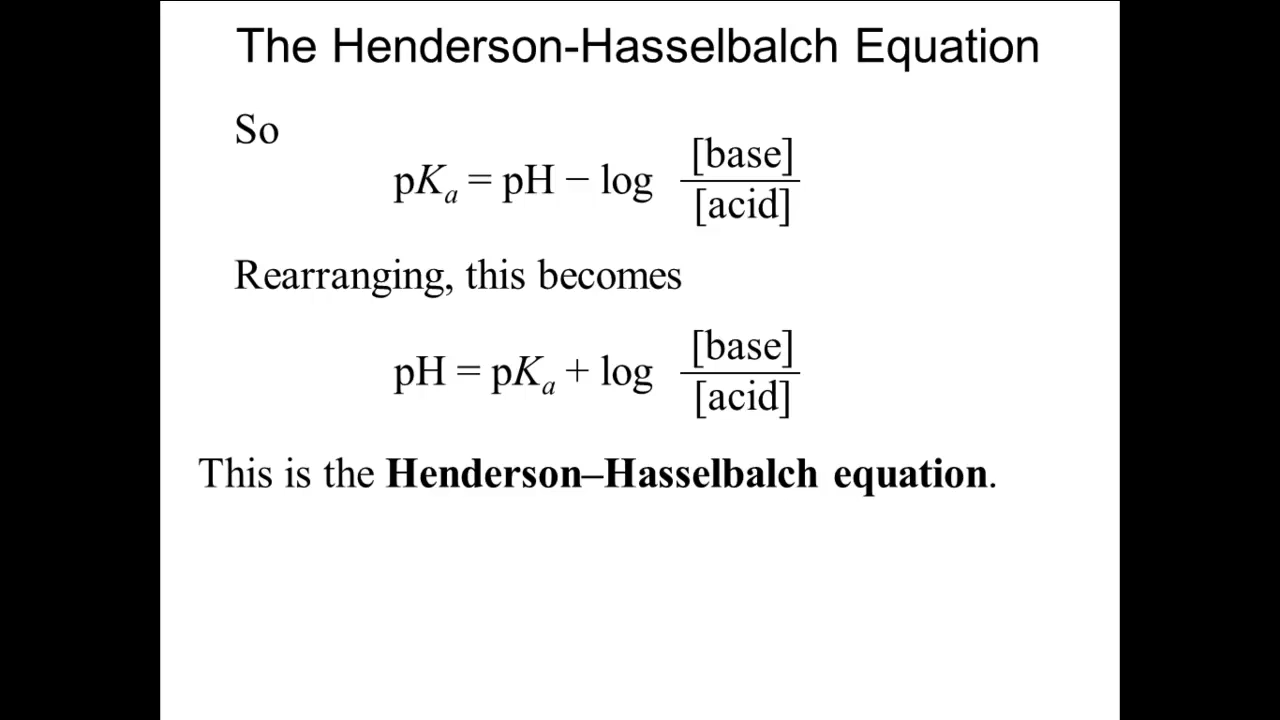 The Henderson-Hasselbalch Equation
So
pKa = pH − log [base]/[acid]
Rearranging, this becomes
pH = pKa + log [base]/[acid]
This is the Henderson–Hasselbalch equation.